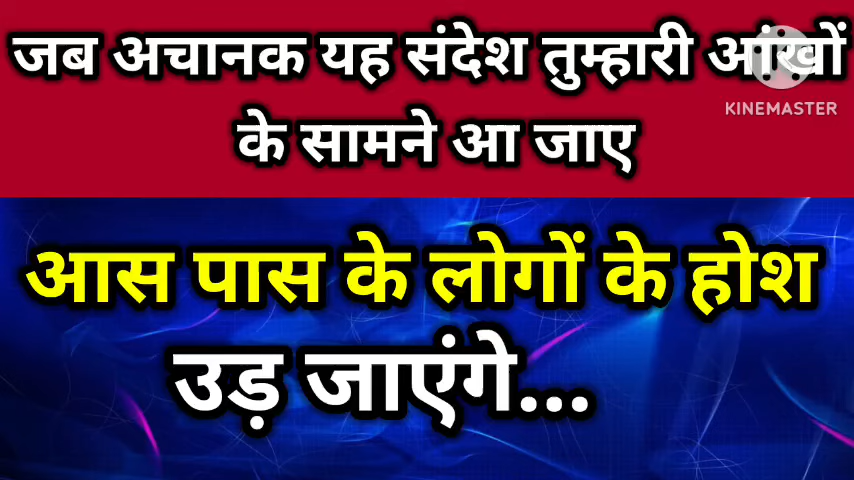 जब अचानक यह संदेश तुम्हारी आंखों
KINEMASTER
के सामने आ जाए
आस पास के लोगों के होश
उड़ जाएंगे...